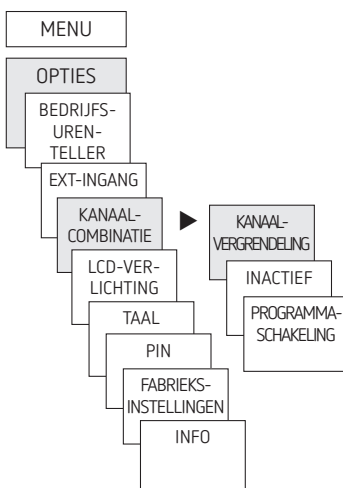 MENU
OPTIES
BEDRIJFS-
UREN-
TELLER
EXT-INGANG
KANAAL-
COMBINATIE
LCD-VER-
LICHTING
TAAL
PIN
FABRIEKS-
INSTELLINGEN
INFO
KANAAL-
VERGRENDELING
INACTIEF
PROGRAMMA-
SCHAKELING